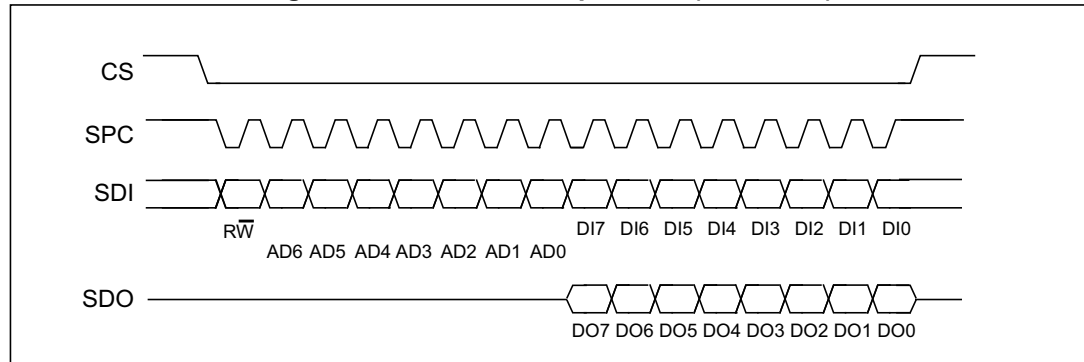 CS
SPC
SDI
RW̅
DI7 DI6 DI5 DI4 DI3 DI2 DI1 DI0
AD6 AD5 AD4 AD3 AD2 AD1 AD0
SDO
DO7 DO6 DO5 DO4 DO3 DO2 DO1 DO0